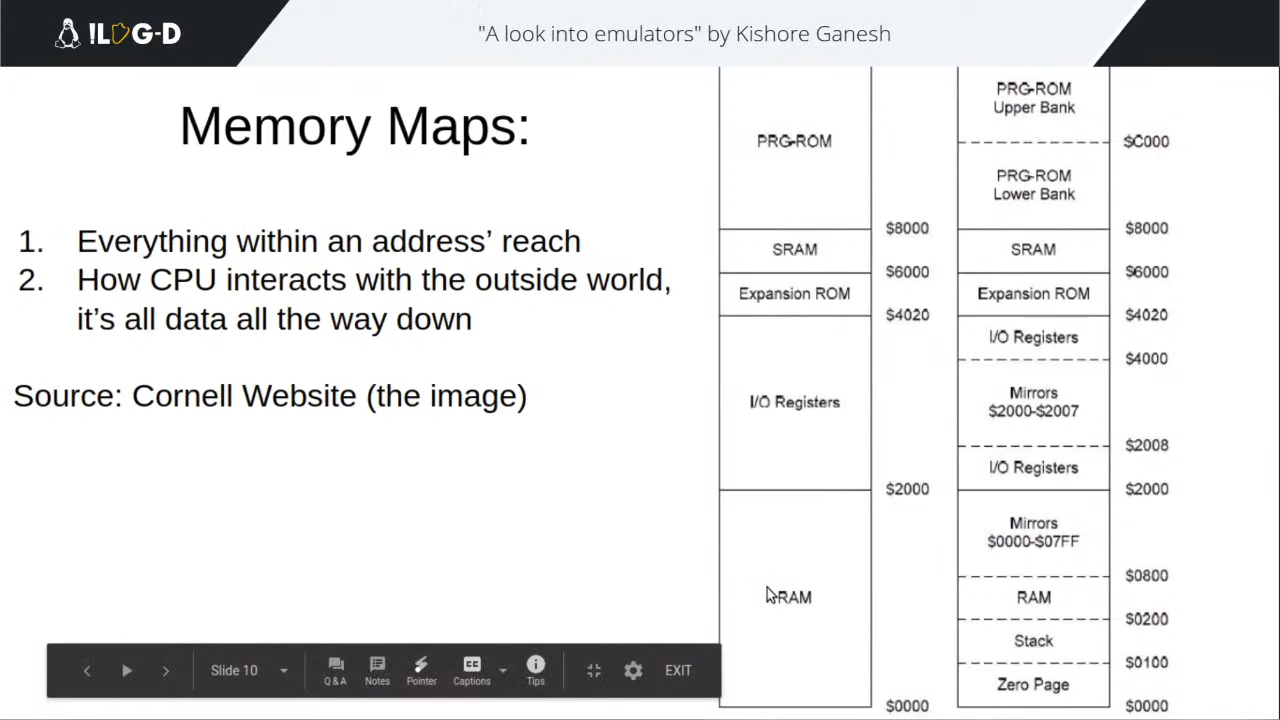 !LUG-D
"A look into emulators" by Kishore Ganesh
Memory Maps:
1. Everything within an address' reach
2. How CPU interacts with the outside world,
it's all data all the way down
Source: Cornell Website (the image)
PRG-ROM
$8000
SRAM
$6000
Expansion ROM
$4020
I/O Registers
$2000
RAM
$0000
PRG-ROM
Upper Bank
$C000
PRG-ROM
Lower Bank
$8000
SRAM
$6000
Expansion ROM
$4020
I/O Registers
$4000
Mirrors
$2000-$2007
$2008
I/O Registers
$2000
Mirrors
$0000-$07FF
$0800
RAM
$0200
Stack
$0100
Zero Page
$0000
Slide 10
Q & A
Notes
Pointer
CC
Captions
Tips
EXIT